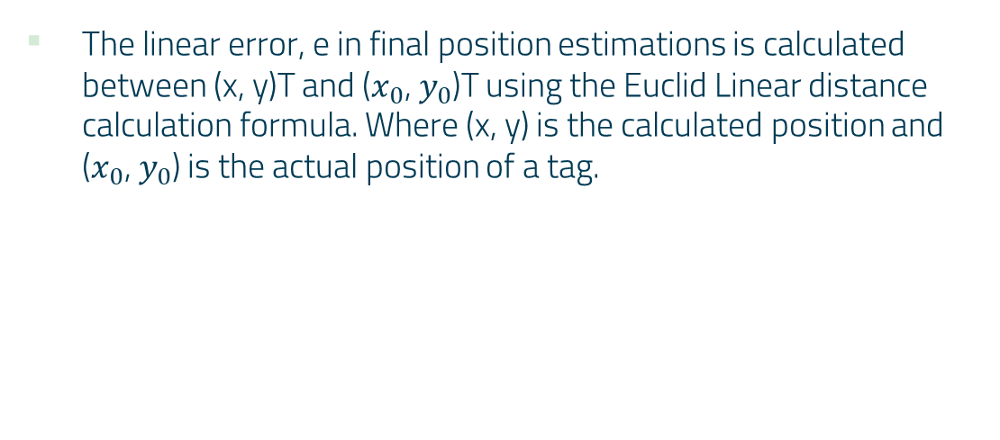 The linear error, e in final position estimations is calculated
between (x, y)T and (𝑥₀, 𝑦₀)T using the Euclid Linear distance
calculation formula. Where (x, y) is the calculated position and
(𝑥₀, 𝑦₀) is the actual position of a tag.